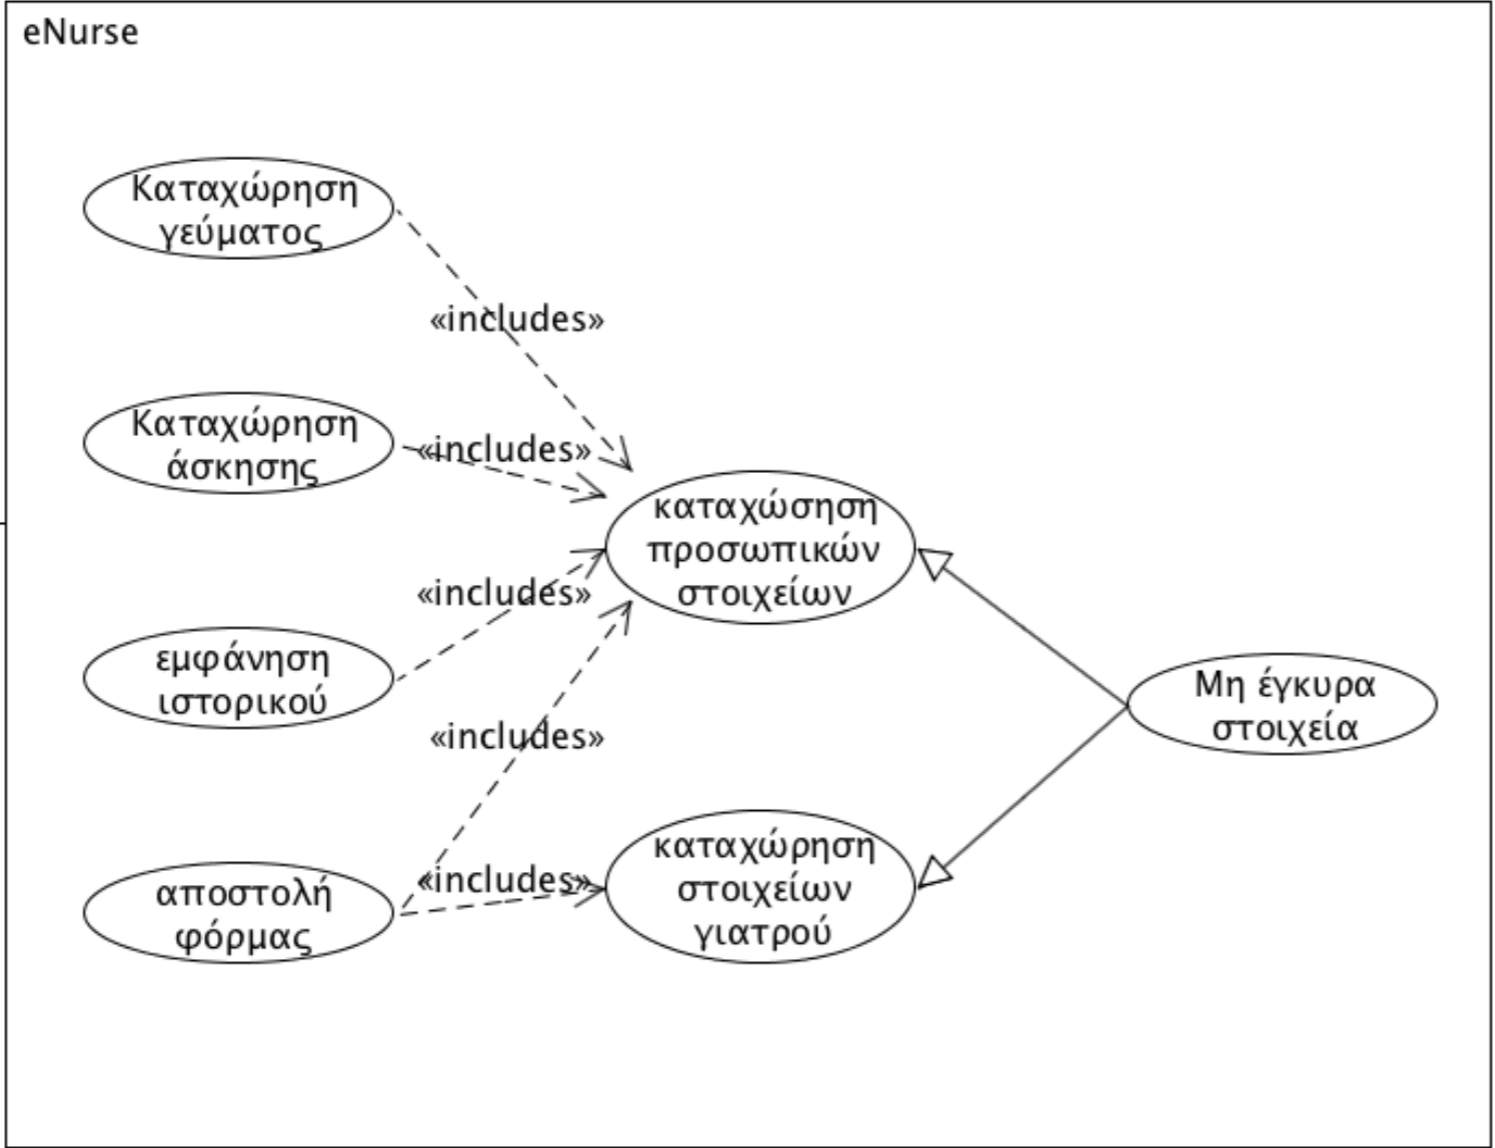 eNurse
Καταχώρηση
γεύματος
«includes»
Καταχώρηση
άσκησης
«includes»
καταχώσηση
προσωπικών
στοιχείων
«includes»
εμφάνηση
ιστορικού
Μη έγκυρα
στοιχεία
«includes»
αποστολή
φόρμας
«includes»
καταχώρηση
στοιχείων
γιατρού